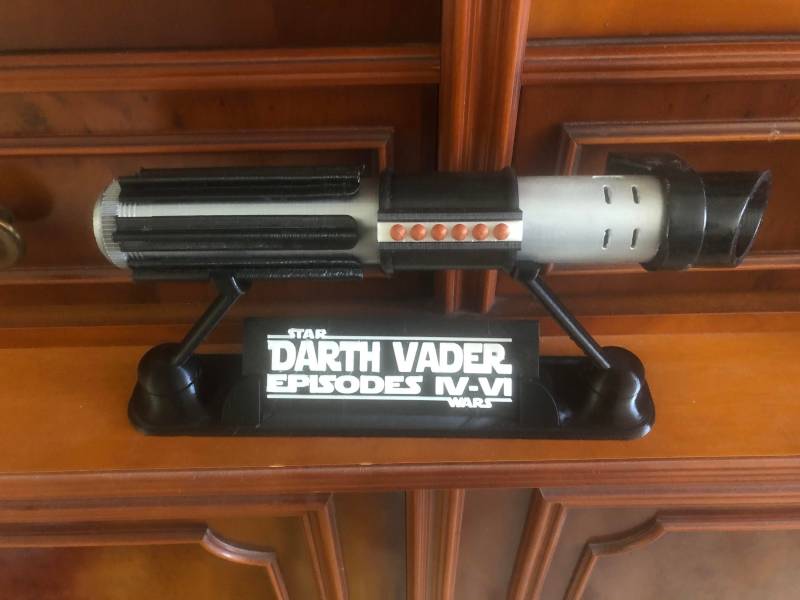 STAR
DARTH VADER
EPISODES IV-VI
WARS